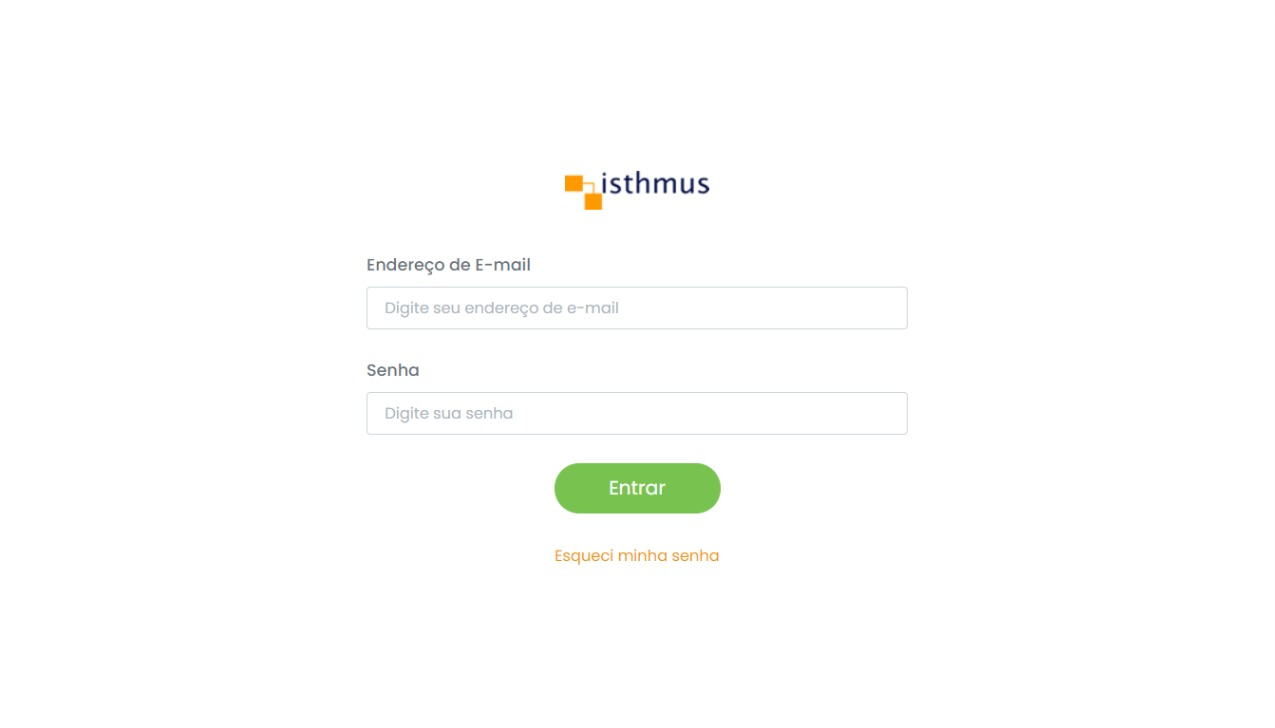 isthmus
Endereço de E-mail
Digite seu endereço de e-mail
Senha
Digite sua senha
Entrar
Esqueci minha senha